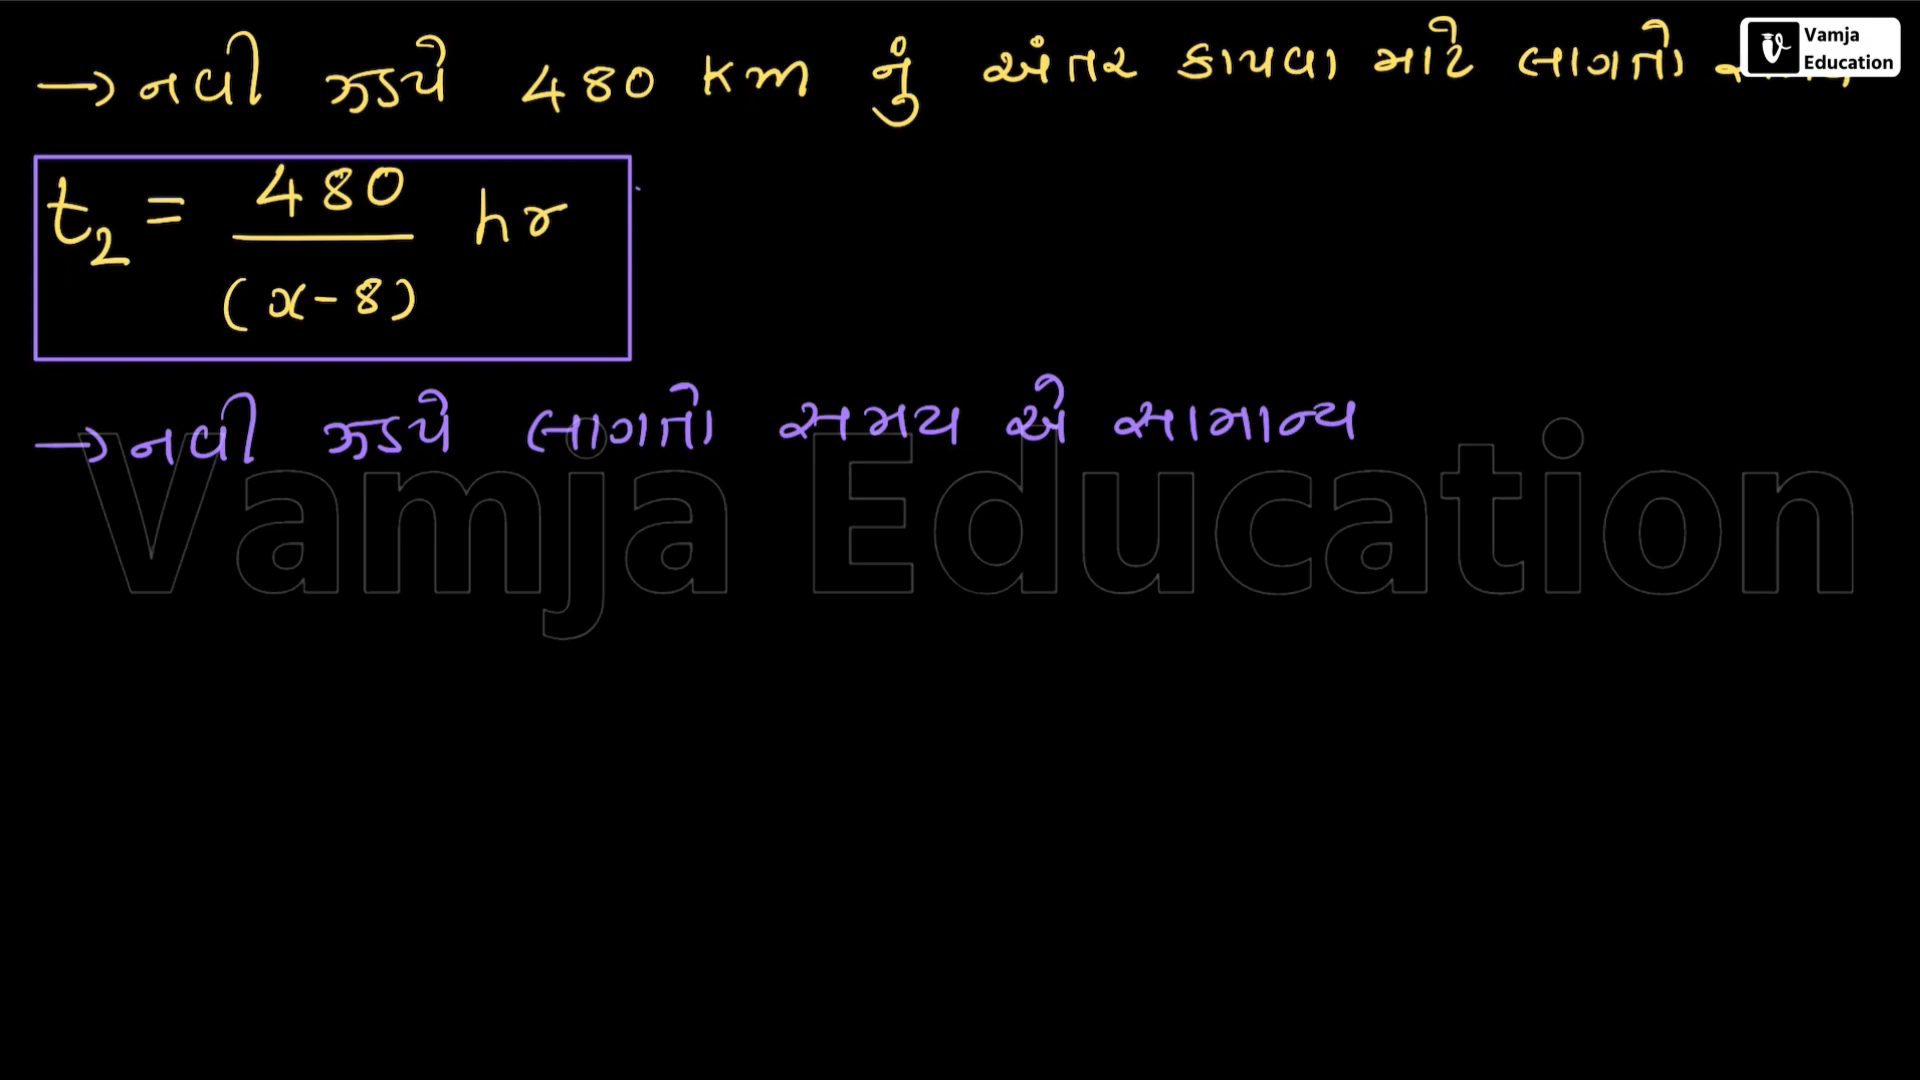 → નવી ઝડપે 480 Km નું અંતર કાપવા માટે લાગતો
Vamja
Education
t₂ = 480 / (x-8) hr
→ નવી ઝડપે લાગતો સમય એ સામાન્ય
Vamja Education